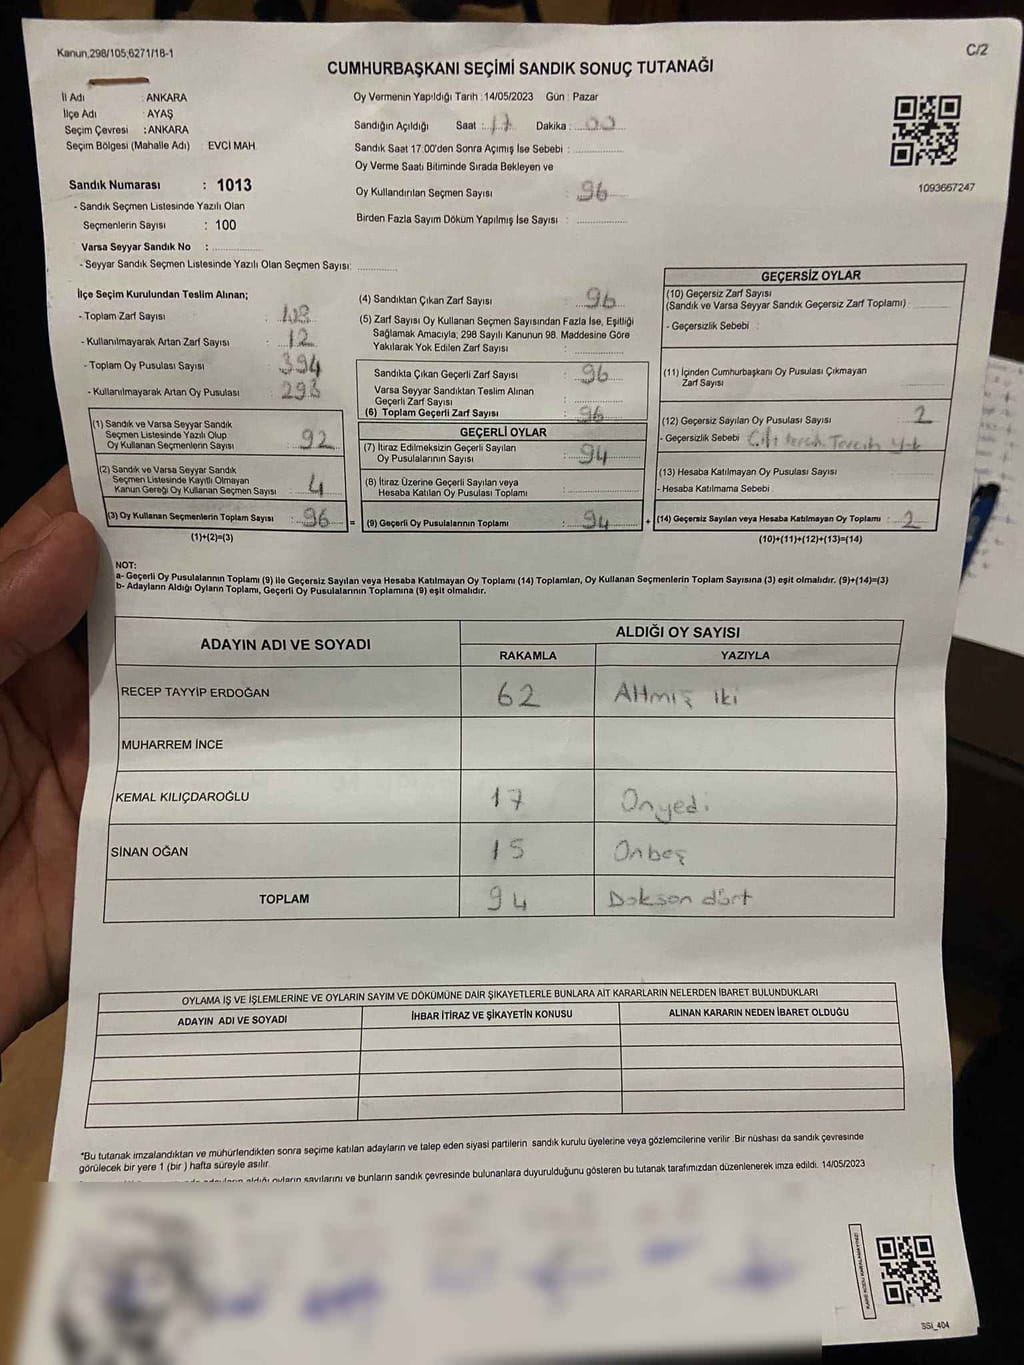 Kanun,298/105;6271/18-1
C/2
CUMHURBAŞKANI SEÇİMİ SANDIK SONUÇ TUTANAĞI
İl Adı : ANKARA
İlçe Adı : AYAŞ
Seçim Çevresi : ANKARA
Seçim Bölgesi (Mahalle Adı) : EVCİ MAH.
Oy Vermenin Yapıldığı Tarih : 14/05/2023 Gün : Pazar
Sandığın Açıldığı Saat : 17 Dakika : 00
Sandık Saat 17.00'den Sonra Açımış İse Sebebi :
Oy Verme Saati Bitiminde Sırada Bekleyen ve
Oy Kullandırılan Seçmen Sayısı : 96
Birden Fazla Sayım Döküm Yapılmış İse Sayısı :
1093667247
Sandık Numarası : 1013
- Sandık Seçmen Listesinde Yazılı Olan
Seçmenlerin Sayısı : 100
Varsa Seyyar Sandık No :
- Seyyar Sandık Seçmen Listesinde Yazılı Olan Seçmen Sayısı:
İlçe Seçim Kurulundan Teslim Alınan;
- Toplam Zarf Sayısı :
- Kullanılmayarak Artan Zarf Sayısı : 12
- Toplam Oy Pusulası Sayısı : 394
- Kullanılmayarak Artan Oy Pusulası : 298
(1) Sandık ve Varsa Seyyar Sandık
Seçmen Listesinde Yazılı Olup
Oy Kullanan Seçmenlerin Sayısı : 92
(2) Sandık ve Varsa Seyyar Sandık
Seçmen Listesinde Kayıtlı Olmayan
Kanun Gereği Oy Kullanan Seçmen Sayısı : 4
(3) Oy Kullanan Seçmenlerin Toplam Sayısı : 96 =
(1)+(2)=(3)
(4) Sandıktan Çıkan Zarf Sayısı : 96
(5) Zarf Sayısı Oy Kullanan Seçmen Sayısından Fazla İse, Eşitliği
Sağlamak Amacıyla; 298 Sayılı Kanunun 98. Maddesine Göre
Yakılarak Yok Edilen Zarf Sayısı :
Sandıkta Çıkan Geçerli Zarf Sayısı : 96
Varsa Seyyar Sandıktan Teslim Alınan
Geçerli Zarf Sayısı :
(6) Toplam Geçerli Zarf Sayısı : 96
GEÇERLİ OYLAR
(7) İtiraz Edilmeksizin Geçerli Sayılan
Oy Pusulalarının Sayısı : 94
(8) İtiraz Üzerine Geçerli Sayılan veya
Hesaba Katılan Oy Pusulası Toplamı :
(9) Geçerli Oy Pusulalarının Toplamı : 94 +
GEÇERSİZ OYLAR
(10) Geçersiz Zarf Sayısı
(Sandık ve Varsa Seyyar Sandık Geçersiz Zarf Toplamı) :
- Geçersizlik Sebebi :
(11) İçinden Cumhurbaşkanı Oy Pusulası Çıkmayan
Zarf Sayısı
(12) Geçersiz Sayılan Oy Pusulası Sayısı : 2
- Geçersizlik Sebebi Çift tercih, Tercih yok
(13) Hesaba Katılmayan Oy Pusulası Sayısı
- Hesaba Katılmama Sebebi
(14) Geçersiz Sayılan veya Hesaba Katılmayan Oy Toplamı : 2
(10)+(11)+(12)+(13)=(14)
NOT:
a- Geçerli Oy Pusulalarının Toplamı (9) ile Geçersiz Sayılan veya Hesaba Katılmayan Oy Toplamı (14) Toplamları, Oy Kullanan Seçmenlerin Toplam Sayısına (3) eşit olmalıdır. (9)+(14)=(3)
b- Adayların Aldığı Oyların Toplamı, Geçerli Oy Pusulalarının Toplamına (9) eşit olmalıdır.
ADAYIN ADI VE SOYADI
ALDIĞI OY SAYISI
RAKAMLA YAZIYLA
RECEP TAYYİP ERDOĞAN 62 Altmiş iki
MUHARREM İNCE
KEMAL KILIÇDAROĞLU 17 Onyedi
SİNAN OĞAN 15 Onbeş
TOPLAM 94 Dokson dört
OYLAMA İŞ VE İŞLEMLERİNE VE OYLARIN SAYIM VE DÖKÜMÜNE DAİR ŞİKAYETLERLE BUNLARA AİT KARARLARIN NELERDEN İBARET BULUNDUKLARI
ADAYIN ADI VE SOYADI İHBAR İTİRAZ VE ŞİKAYETİN KONUSU ALINAN KARARIN NEDEN İBARET OLDUĞU
*Bu tutanak imzalandıktan ve mühürlendikten sonra seçime katılan adayların ve talep eden siyasi partilerin sandık kurulu üyelerine veya gözlemcilerine verilir. Bir nüshası da sandık çevresinde
görülecek bir yere 1 (bir) hafta süreyle asılır.
aldığı oyların sayılarını ve bunların sandık çevresinde bulunanlara duyurulduğunu gösteren bu tutanak tarafımızdan düzenlenerek imza edildi. 14/05/2023
SSİ_404